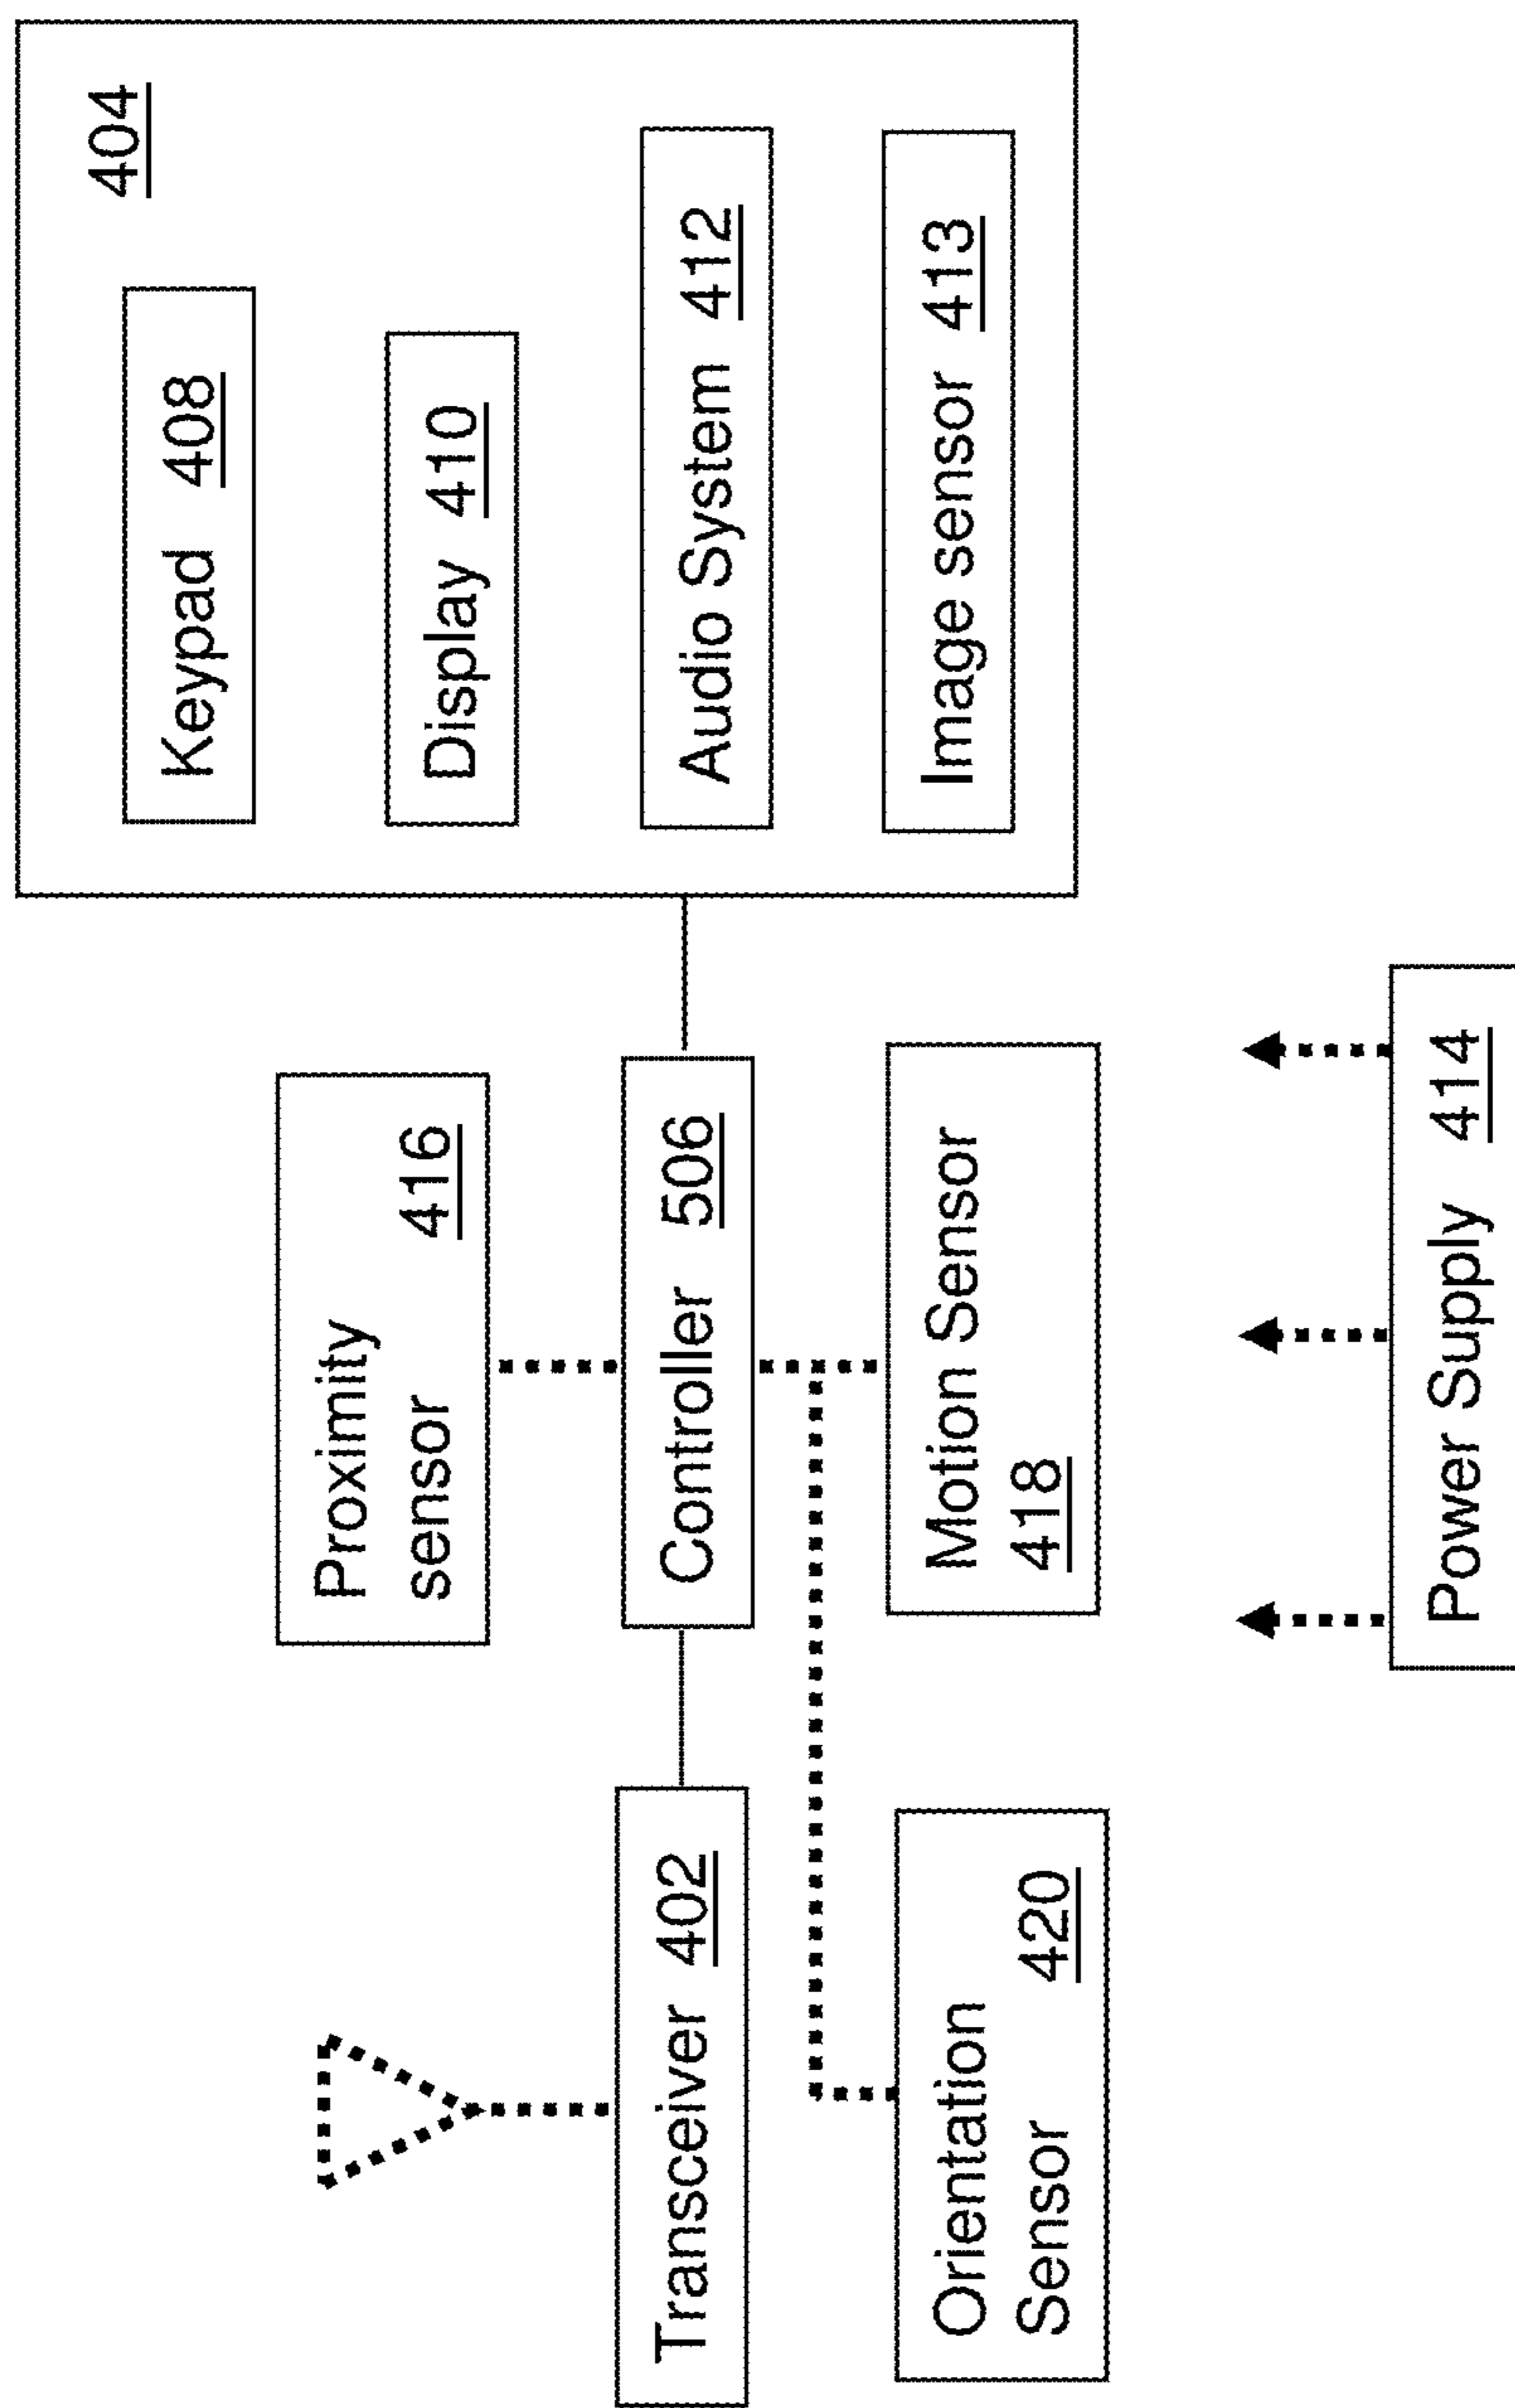 404
Keypad 408
Display 410
Audio System 412
Image sensor 413
Proximity
sensor 416
Transceiver 402
Controller 506
Orientation
Sensor 420
Motion Sensor
418
Power Supply 414